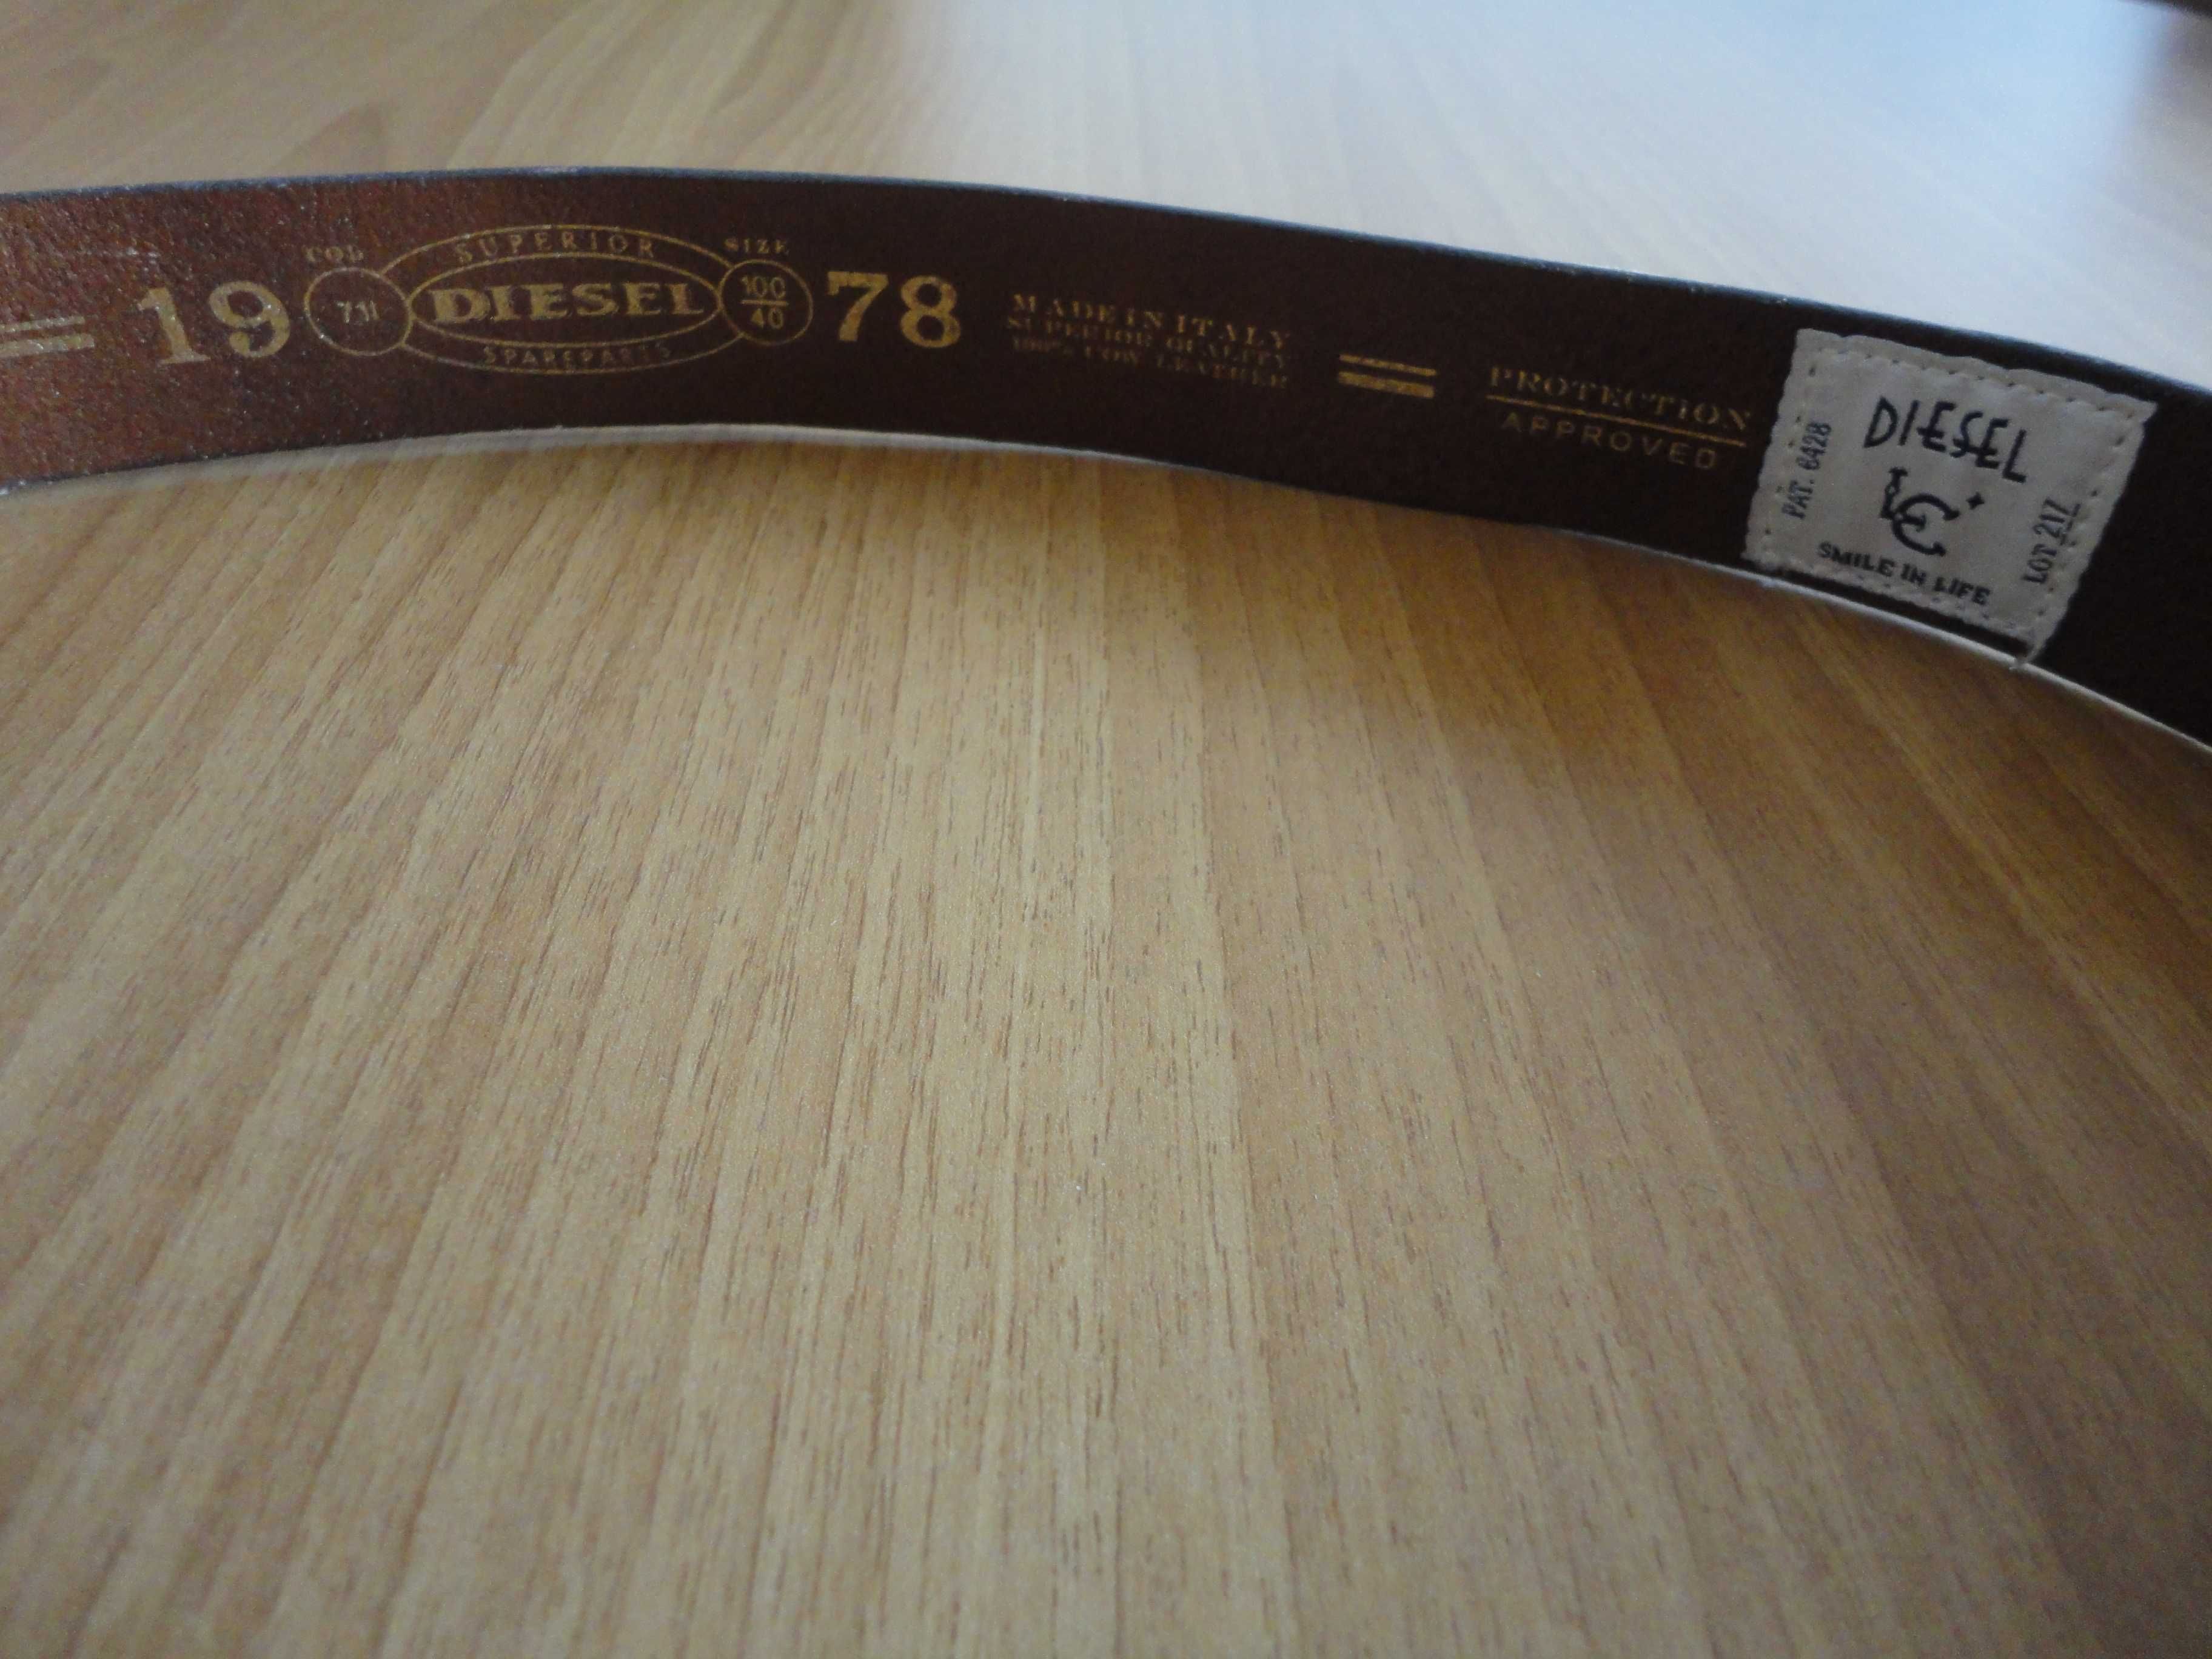 19
COD
711
SUPERIOR
DIESEL
SPAREPARTS
SIZE
100
40
78
MADE IN ITALY
SUPERIOR QUALITY
100% COW LEATHER
PROTECTION
APPROVED
PAT. 6428
DIESEL
SMILE IN LIFE
LOT 217